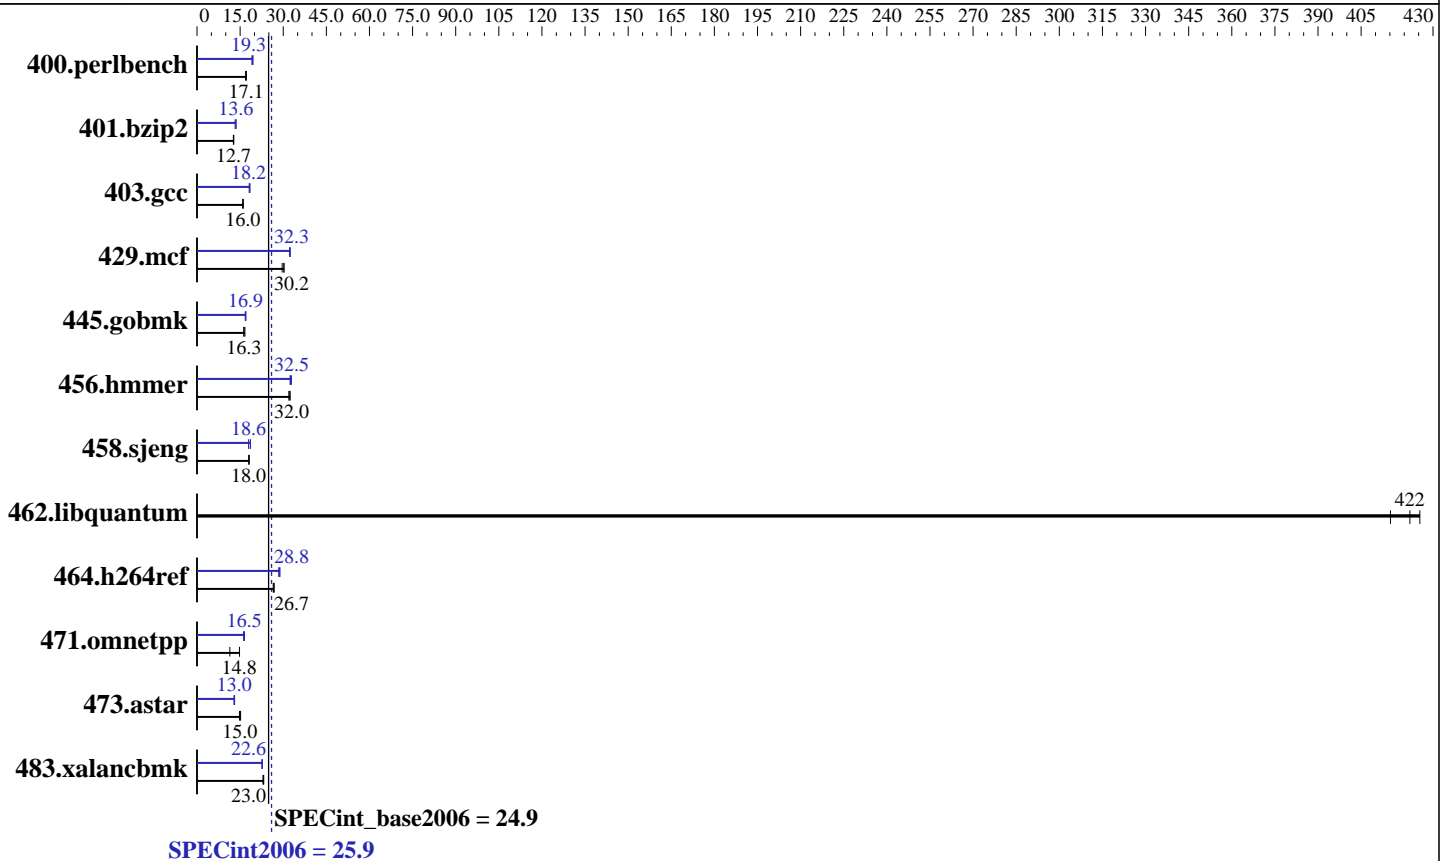 0 15.0 30.0 45.0 60.0 75.0 90.0 105 120 135 150 165 180 195 210 225 240 255 270 285 300 315 330 345 360 375 390 405 430
19.3
400.perlbench
17.1
13.6
401.bzip2
12.7
18.2
403.gcc
16.0
32.3
429.mcf
30.2
16.9
445.gobmk
16.3
32.5
456.hmmer
32.0
18.6
458.sjeng
18.0
422
462.libquantum
28.8
464.h264ref
26.7
16.5
471.omnetpp
14.8
13.0
473.astar
15.0
22.6
483.xalancbmk
23.0
SPECint_base2006 = 24.9
SPECint2006 = 25.9